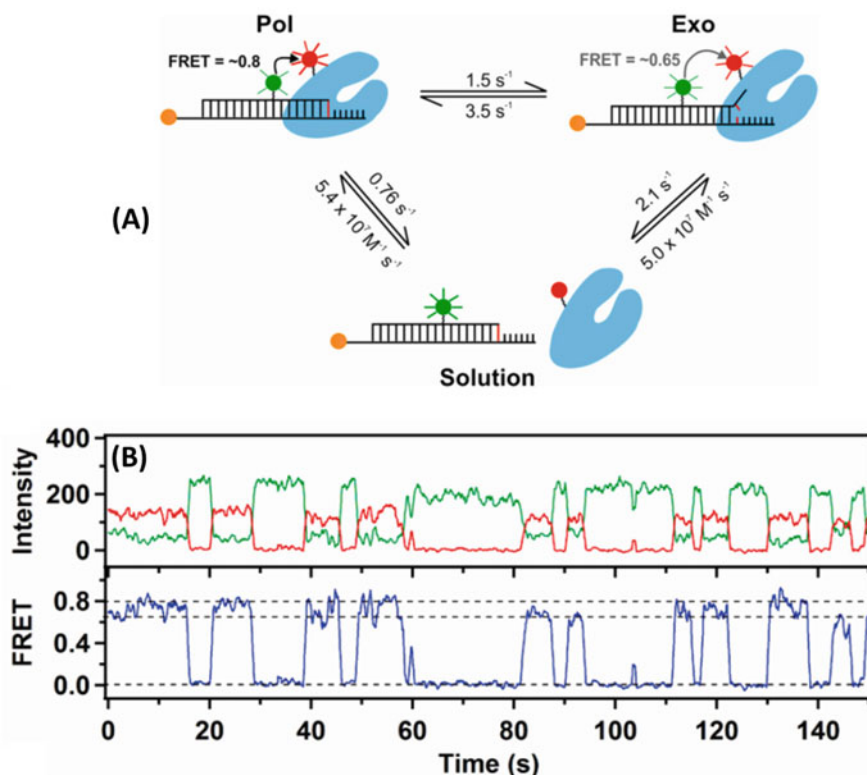 Pol
Exo
FRET = ~0.8
FRET = ~0.65
1.5 s⁻¹
3.5 s⁻¹
(A)
0.76 s⁻¹
5.4 x 10⁷ M⁻¹ s⁻¹
2.1 s⁻¹
5.0 x 10⁷ M⁻¹ s⁻¹
Solution
(B)
Intensity
400
200
0
FRET
0.8
0.4
0.0
0 20 40 60 80 100 120 140
Time (s)